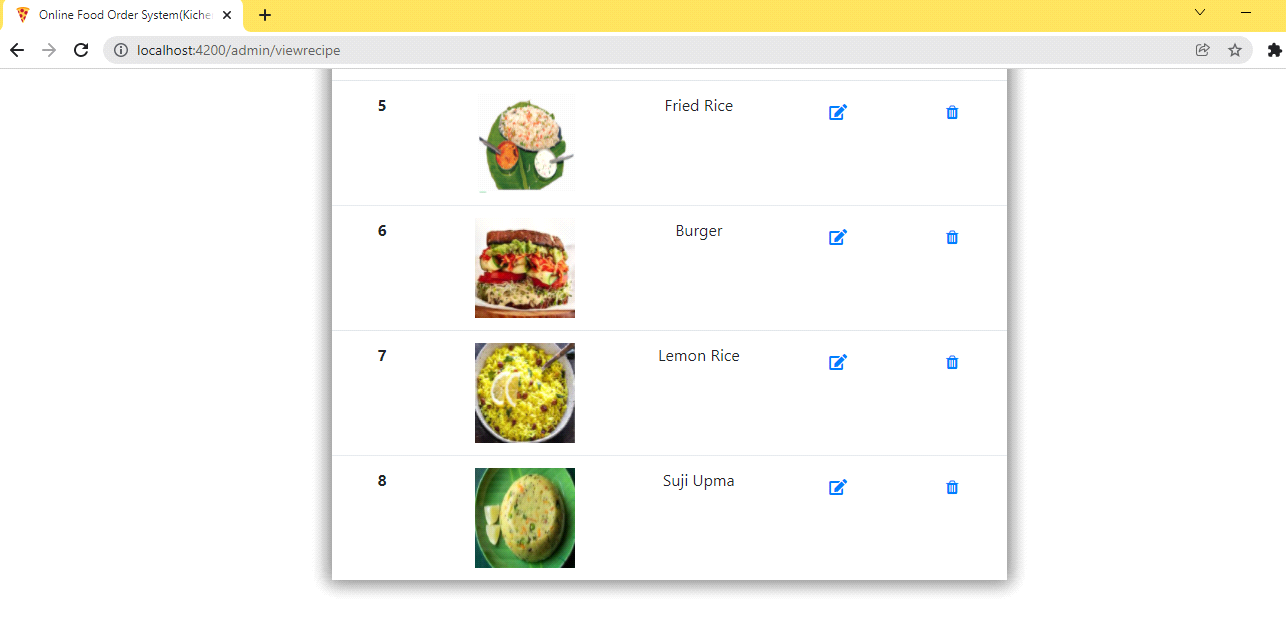 Online Food Order System(Kiche
localhost:4200/admin/viewrecipe
5 Fried Rice
6 Burger
7 Lemon Rice
8 Suji Upma